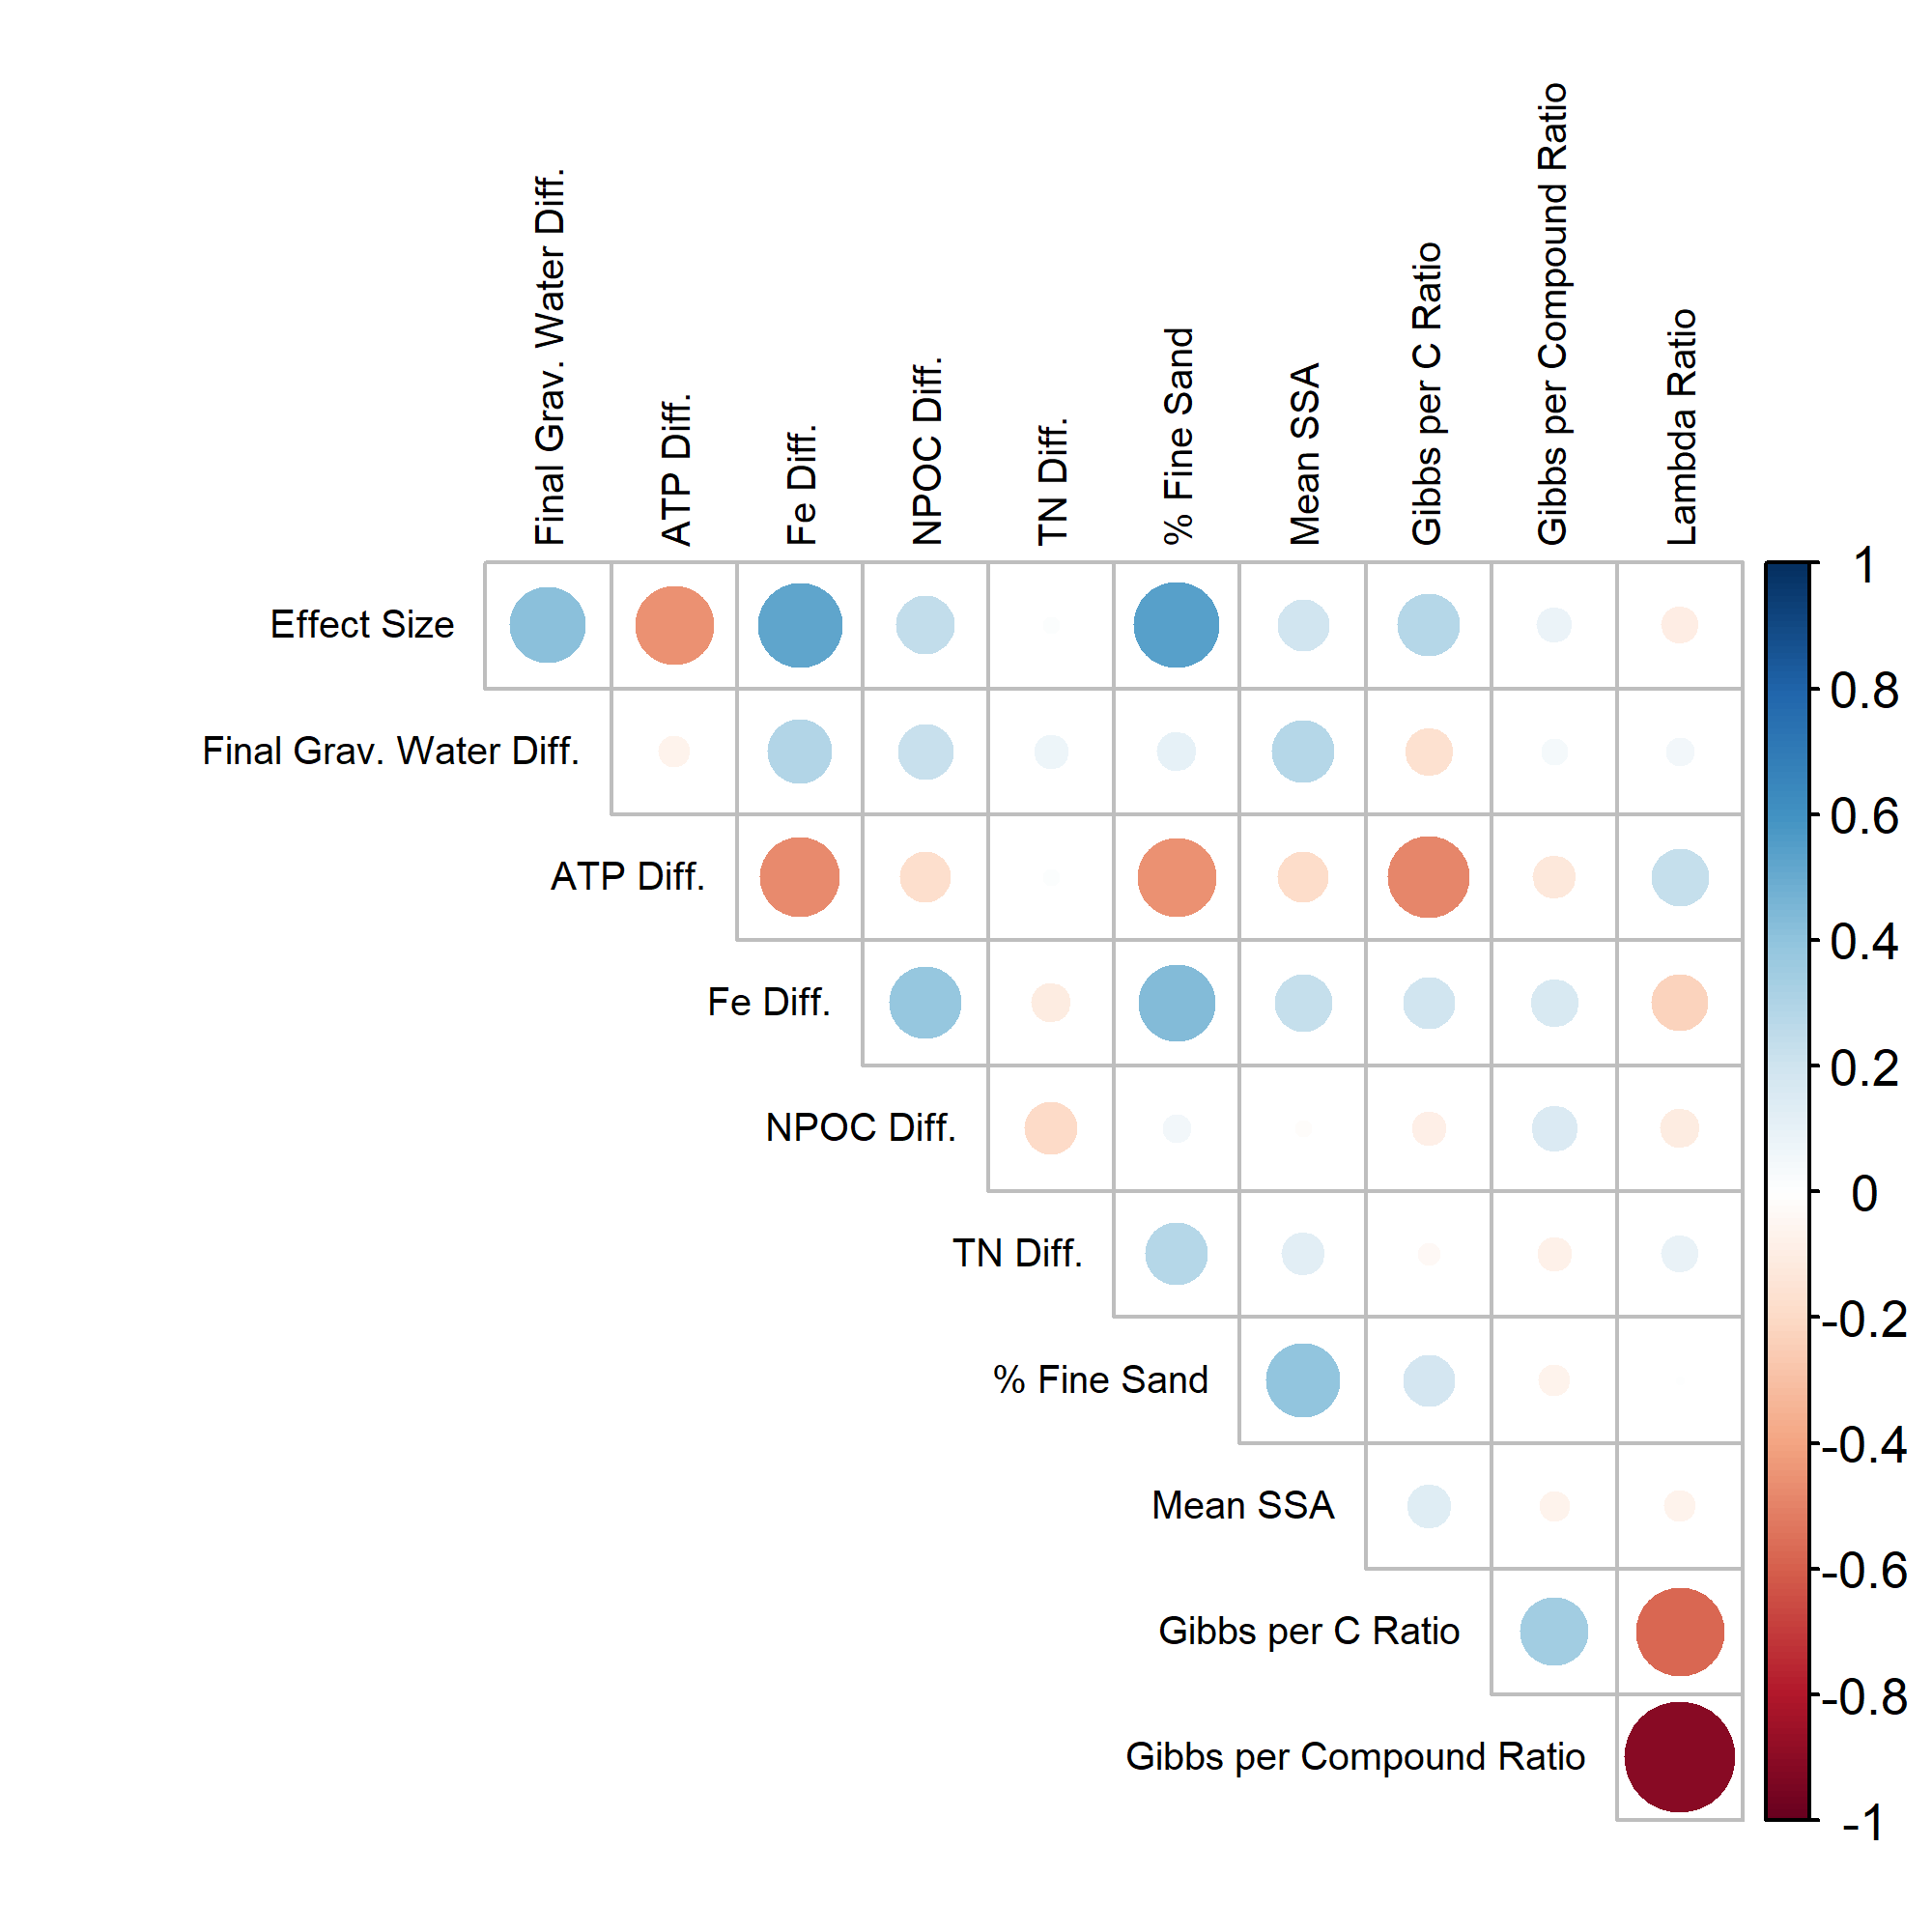 Final Grav. Water Diff.
ATP Diff.
Fe Diff.
NPOC Diff.
TN Diff.
% Fine Sand
Mean SSA
Gibbs per C Ratio
Gibbs per Compound Ratio
Lambda Ratio
Effect Size
Final Grav. Water Diff.
ATP Diff.
Fe Diff.
NPOC Diff.
TN Diff.
% Fine Sand
Mean SSA
Gibbs per C Ratio
Gibbs per Compound Ratio
1
0.8
0.6
0.4
0.2
0
-0.2
-0.4
-0.6
-0.8
-1